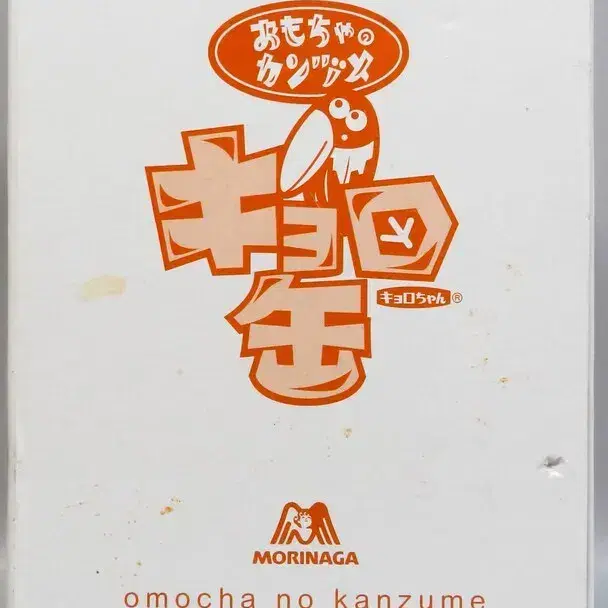 おもちゃの
カンヅメ
キョロ
缶
キョロちゃん®
MORINAGA
omocha no kanzume